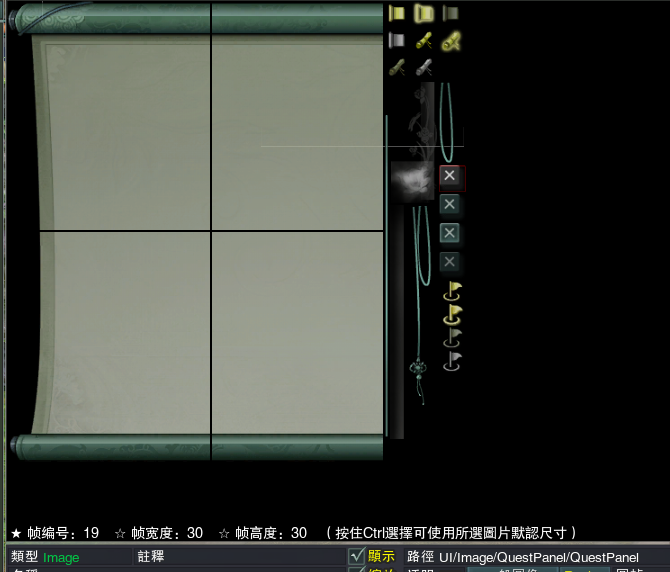 ★ 帧编号：19 ☆ 帧宽度：30 ☆ 帧高度：30 （按住Ctrl選擇可使用所選圖片默認尺寸）
類型 Image 註釋 顯示 路徑 UI/Image/QuestPanel/QuestPanel